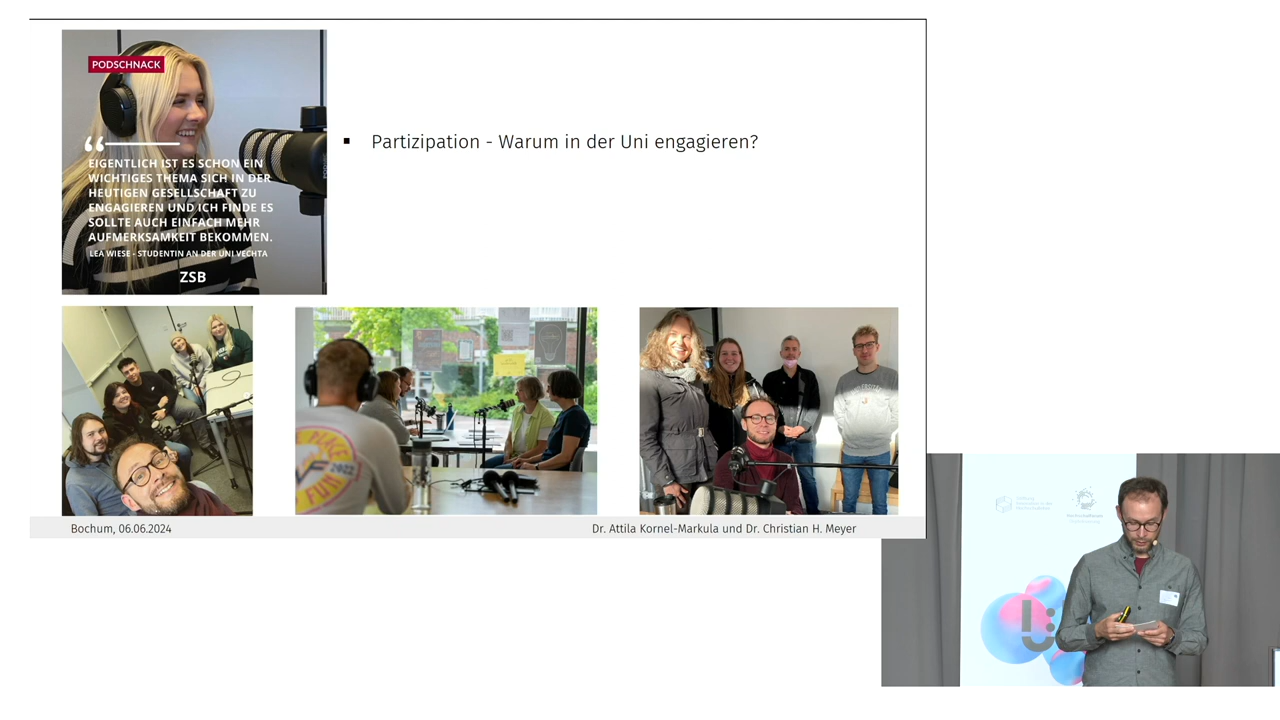 PODSCHNACK
EIGENTLICH IST ES SCHON EIN
WICHTIGES THEMA SICH IN DER
HEUTIGEN GESELLSCHAFT ZU
ENGAGIEREN UND ICH FINDE ES
SOLLTE AUCH EINFACH MEHR
AUFMERKSAMKEIT BEKOMMEN.
LEA WIESE - STUDENTIN AN DER UNI VECHTA
ZSB
▪ Partizipation - Warum in der Uni engagieren?
2022
Bochum, 06.06.2024
Dr. Attila Kornel-Markula und Dr. Christian H. Meyer